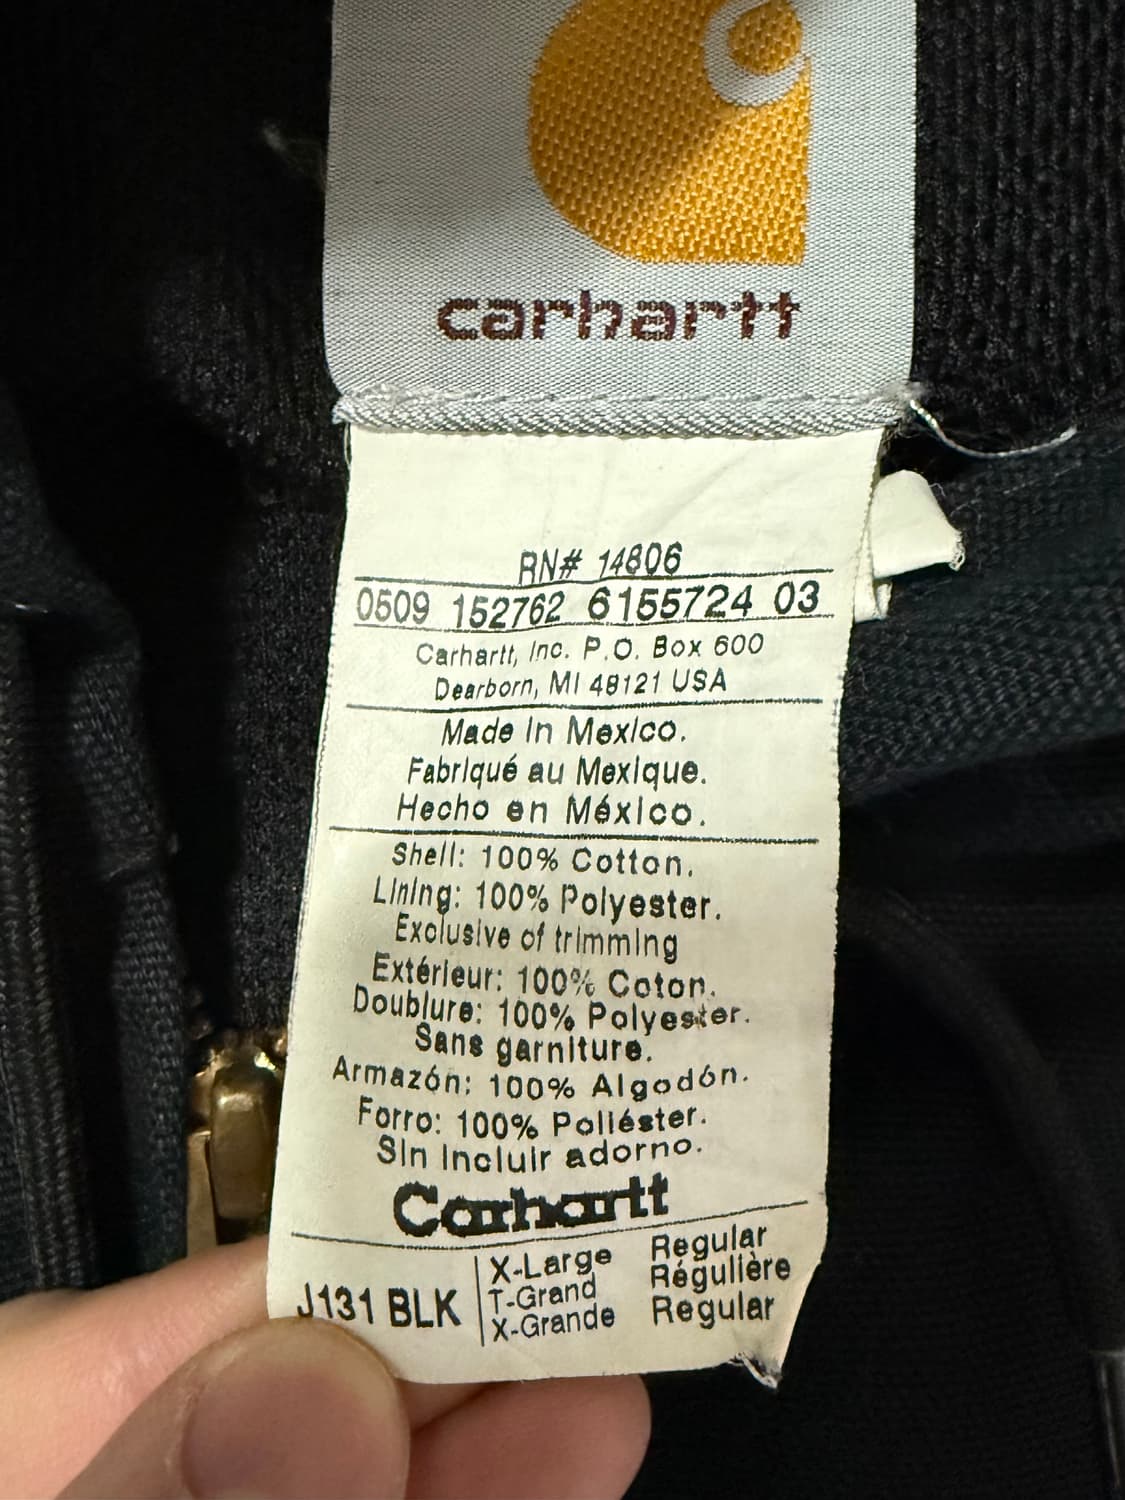 carhartt
RN# 14806
0509 152762 6155724 03
Carhartt, Inc. P.O. Box 600
Dearborn, MI 48121 USA
Made in Mexico.
Fabriqué au Mexique.
Hecho en México.
Shell: 100% Cotton.
Lining: 100% Polyester.
Exclusive of trimming
Extérieur: 100% Coton.
Doublure: 100% Polyester.
Sans garniture.
Armazón: 100% Algodón.
Forro: 100% Poliéster.
Sin incluir adorno.
Carhartt
J131 BLK X-Large Regular
T-Grand Régulière
X-Grande Regular